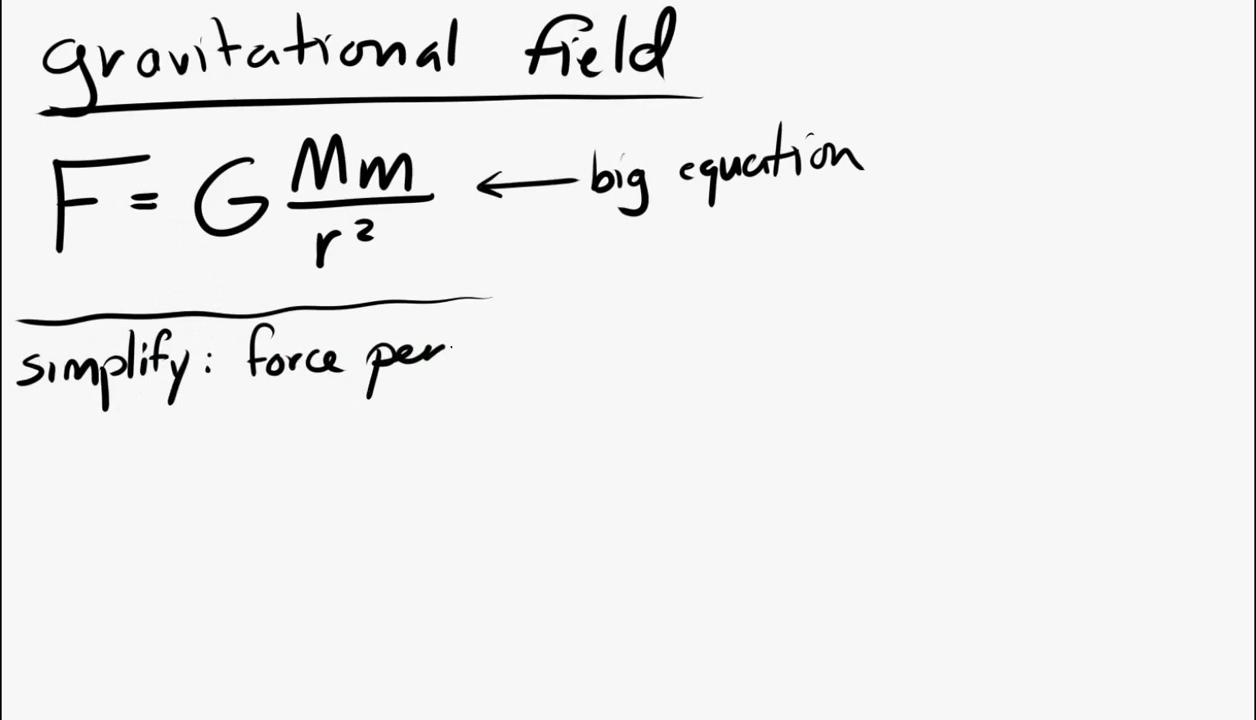 gravitational field
F = G Mm/r²  ← big equation
simplify: force per